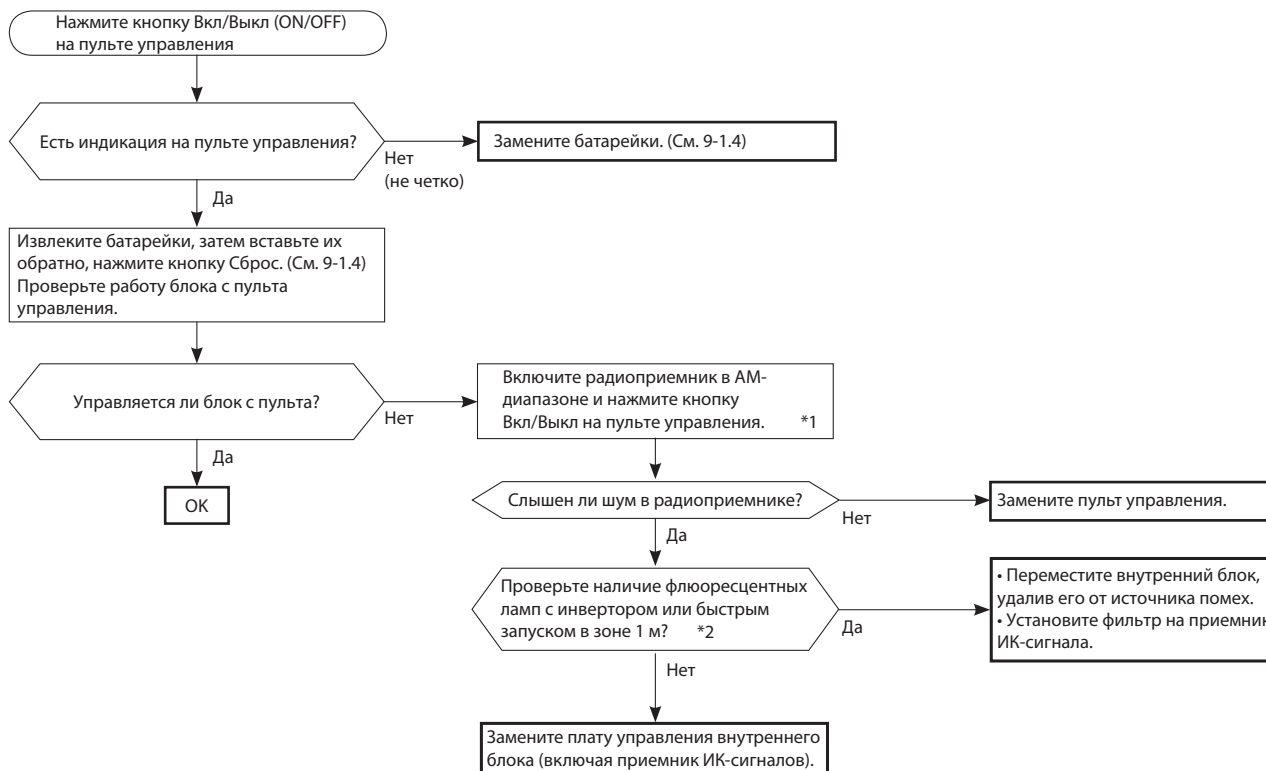 Нажмите кнопку Вкл/Выкл (ON/OFF)
на пульте управления
Есть индикация на пульте управления?
Нет
(не четко)
Замените батарейки. (См. 9-1.4)
Да
Извлеките батарейки, затем вставьте их
обратно, нажмите кнопку Сброс. (См. 9-1.4)
Проверьте работу блока с пульта
управления.
Управляется ли блок с пульта?
Нет
Включите радиоприемник в АМ-
диапазоне и нажмите кнопку
Вкл/Выкл на пульте управления. *1
Да
OK
Слышен ли шум в радиоприемнике?
Нет
Замените пульт управления.
Да
Проверьте наличие флюоресцентных
ламп с инвертором или быстрым
запуском в зоне 1 м? *2
Да
• Переместите внутренний блок,
удалив его от источника помех.
• Установите фильтр на приемник
ИК-сигнала.
Нет
Замените плату управления внутреннего
блока (включая приемник ИК-сигналов).